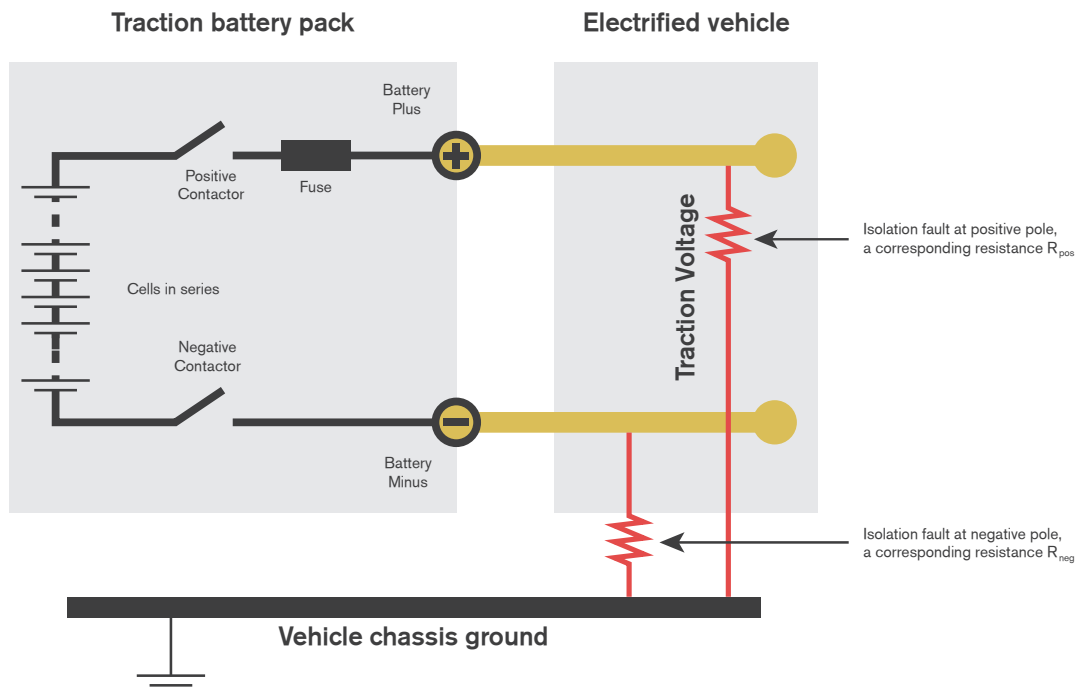 Traction battery pack
Electrified vehicle
Battery
Plus
Positive
Contactor
Fuse
Traction Voltage
Isolation fault at positive pole,
a corresponding resistance Rpos
Cells in series
Negative
Contactor
Battery
Minus
Isolation fault at negative pole,
a corresponding resistance Rneg
Vehicle chassis ground